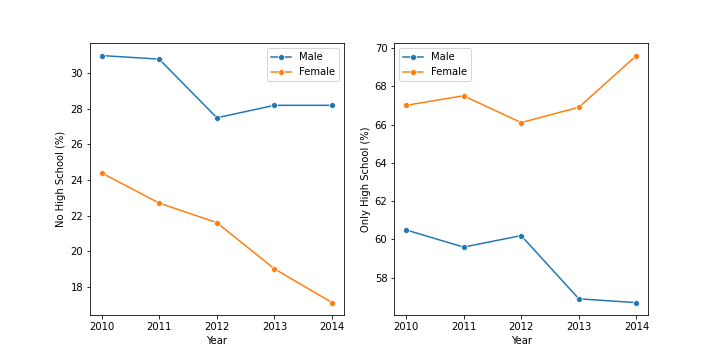 No High School (%)
30
28
26
24
22
20
18
2010 2011 2012 2013 2014
Year
Male
Female
Only High School (%)
70
68
66
64
62
60
58
2010 2011 2012 2013 2014
Year
Male
Female